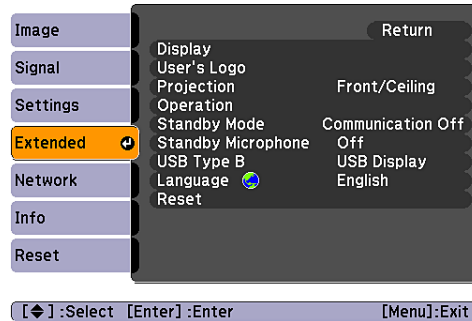 Image
Signal
Settings
Extended
Network
Info
Reset
Return
Display
User's Logo
Projection Front/Ceiling
Operation
Standby Mode Communication Off
Standby Microphone Off
USB Type B USB Display
Language English
Reset
[◆] :Select [Enter] :Enter [Menu]:Exit